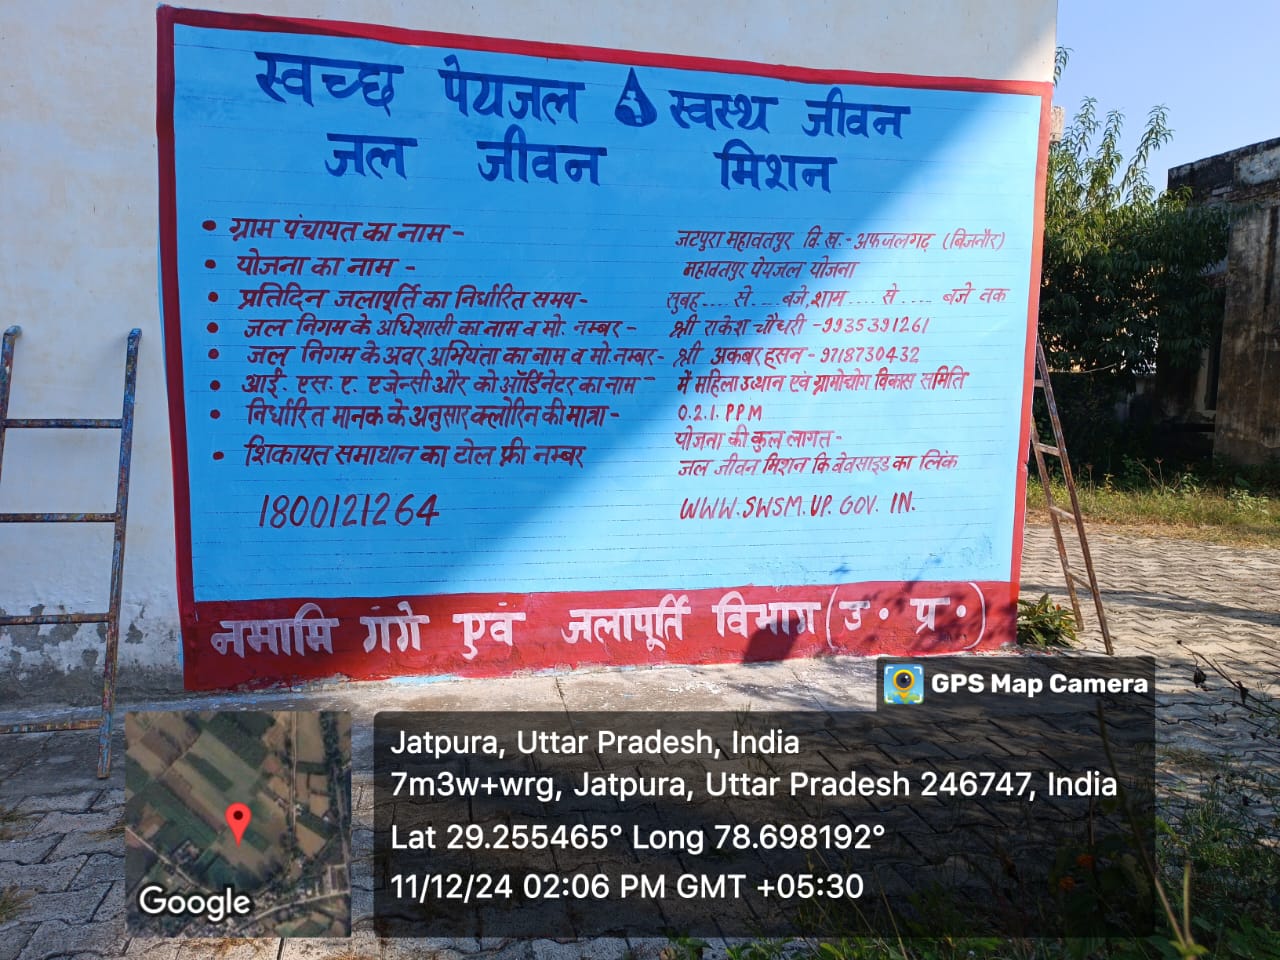 स्वच्छ पेयजल स्वस्थ जीवन
जल जीवन मिशन
• ग्राम पंचायत का नाम - जटपुरा महावतपुर वि.ख.- अफजलगढ़ (बिजनौर)
• योजना का नाम - महावतपुर पेयजल योजना
• प्रतिदिन जलापूर्ति का निर्धारित समय- सुबह .... से .... बजे, शाम .... से .... बजे तक
• जल निगम के अधिशासी का नाम व मो. नम्बर - श्री राकेश चौधरी - 9935391261
• जल निगम के अवर अभियंता का नाम व मो. नम्बर- श्री अकबर हसन - 9718730432
• आई. एस. ए. एजेन्सी और को ऑर्डिनेटर का नाम - में महिला उत्थान एवं ग्रामोद्योग विकास समिति
• निर्धारित मानक के अनुसार क्लोरिन की मात्रा - 0.2.1. PPM
योजना की कुल लागत-
• शिकायत समाधान का टोल फ्री नम्बर जल जीवन मिशन कि वेवसाइड का लिंक
1800121264 WWW.SWSM.UP.GOV.IN.
नमामि गंगे एवं जलापूर्ति विभाग (उ. प्र.)
GPS Map Camera
Jatpura, Uttar Pradesh, India
7m3w+wrg, Jatpura, Uttar Pradesh 246747, India
Lat 29.255465° Long 78.698192°
11/12/24 02:06 PM GMT +05:30
Google